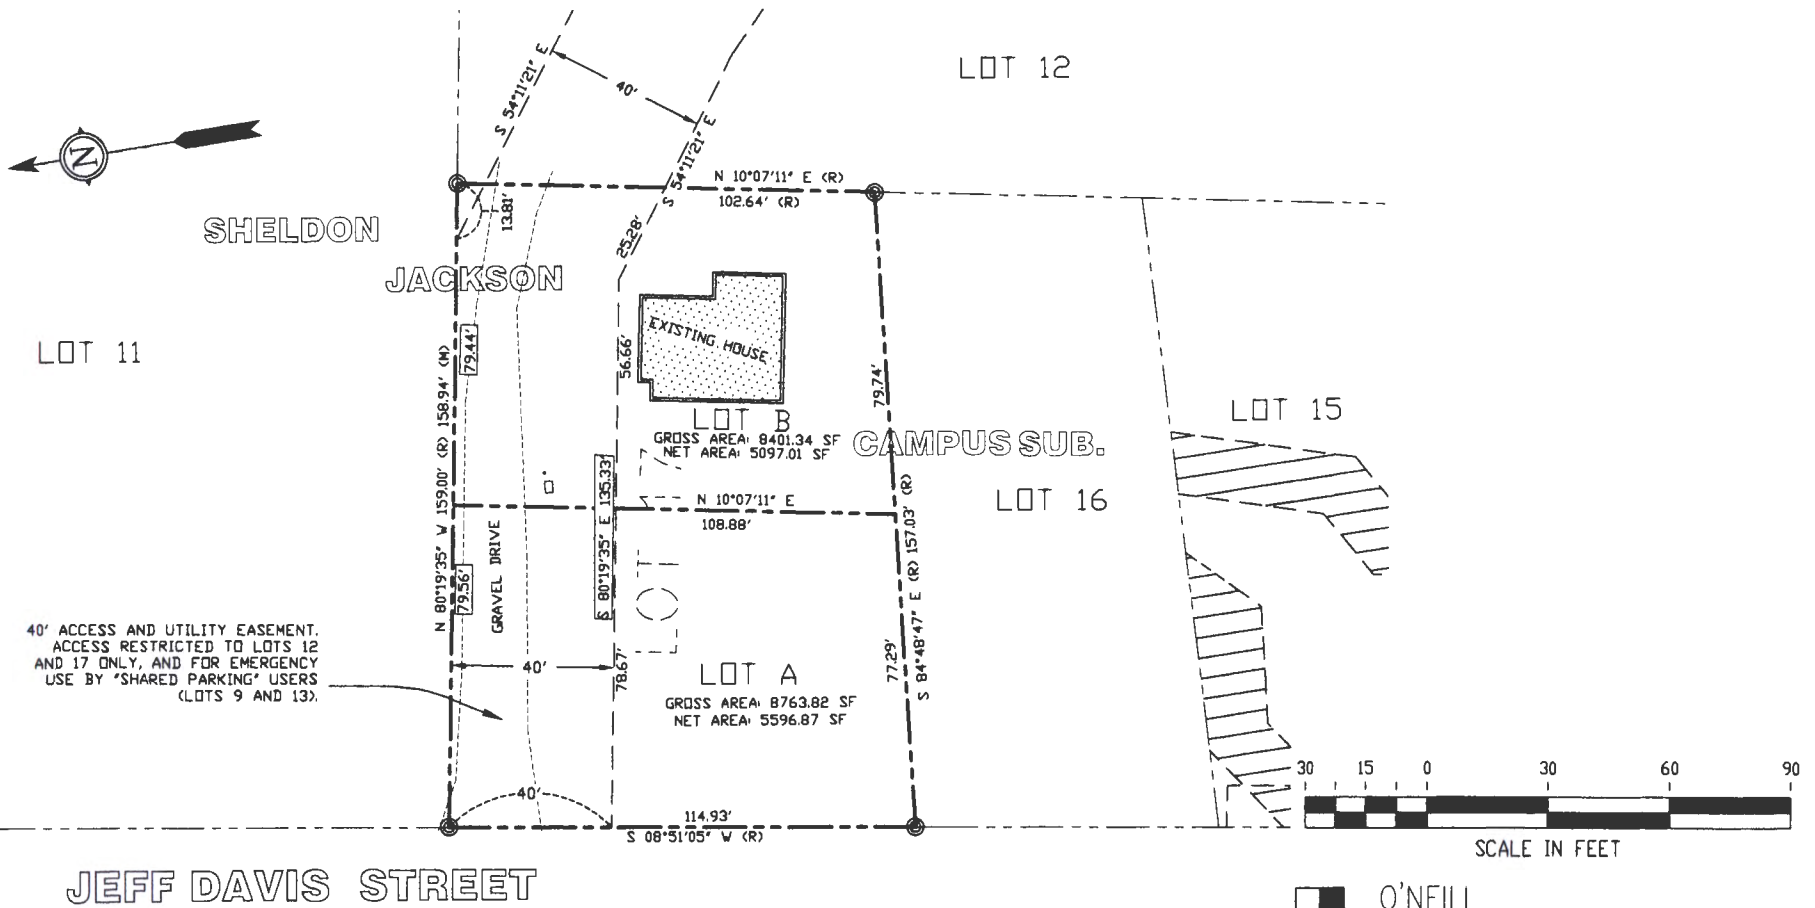 LOT 12
S 54°11'21" E
40'
S 54°11'21" E
N
N 10°07'11" E (R)
102.64' (R)
13.81'
25.28'
SHELDON
JACKSON
LOT 11
79.44'
EXISTING HOUSE
56.66'
79.74'
LOT B
GROSS AREA: 8401.34 SF
NET AREA: 5097.01 SF
CAMPUS SUB.
LOT 15
LOT 16
N 80°19'35" W 159.00' (R) 158.94' (M)
S 80°19'35" E 135.33'
N 10°07'11" E
108.88'
S 84°48'47" E (R) 157.03' (R)
GRAVEL DRIVE
79.56'
LOT
40' ACCESS AND UTILITY EASEMENT.
ACCESS RESTRICTED TO LOTS 12
AND 17 ONLY, AND FOR EMERGENCY
USE BY "SHARED PARKING" USERS
(LOTS 9 AND 13).
40'
78.67'
77.29'
LOT A
GROSS AREA: 8763.82 SF
NET AREA: 5596.87 SF
40'
114.93'
S 08°51'05" W (R)
30 15 0 30 60 90
SCALE IN FEET
JEFF DAVIS STREET
O'NEILL